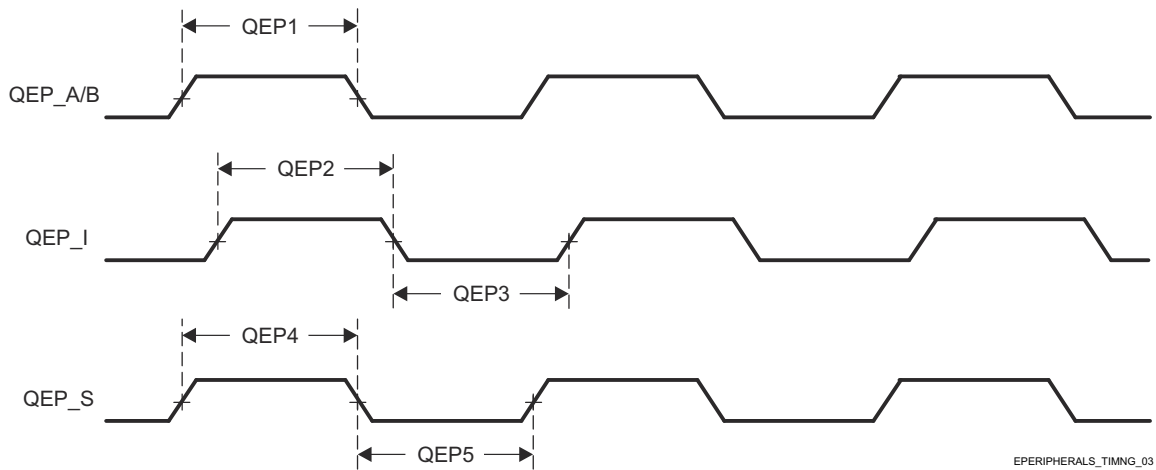 QEP1
QEP_A/B
QEP2
QEP_I
QEP3
QEP4
QEP_S
QEP5
EPERIPHERALS_TIMNG_03